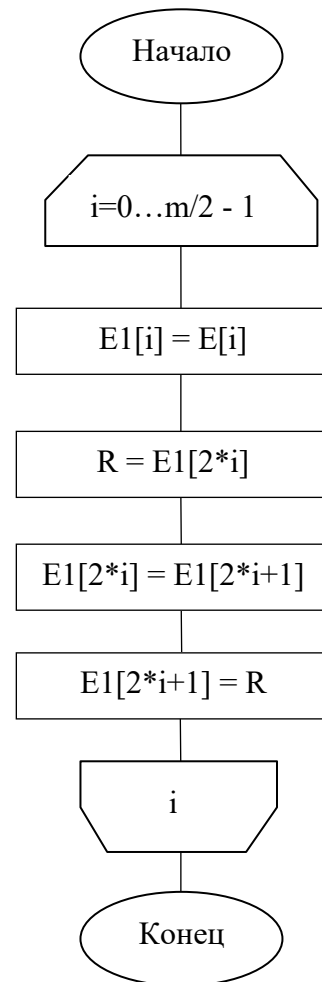 Начало
i=0…m/2 - 1
E1[i] = E[i]
R = E1[2*i]
E1[2*i] = E1[2*i+1]
E1[2*i+1] = R
i
Конец